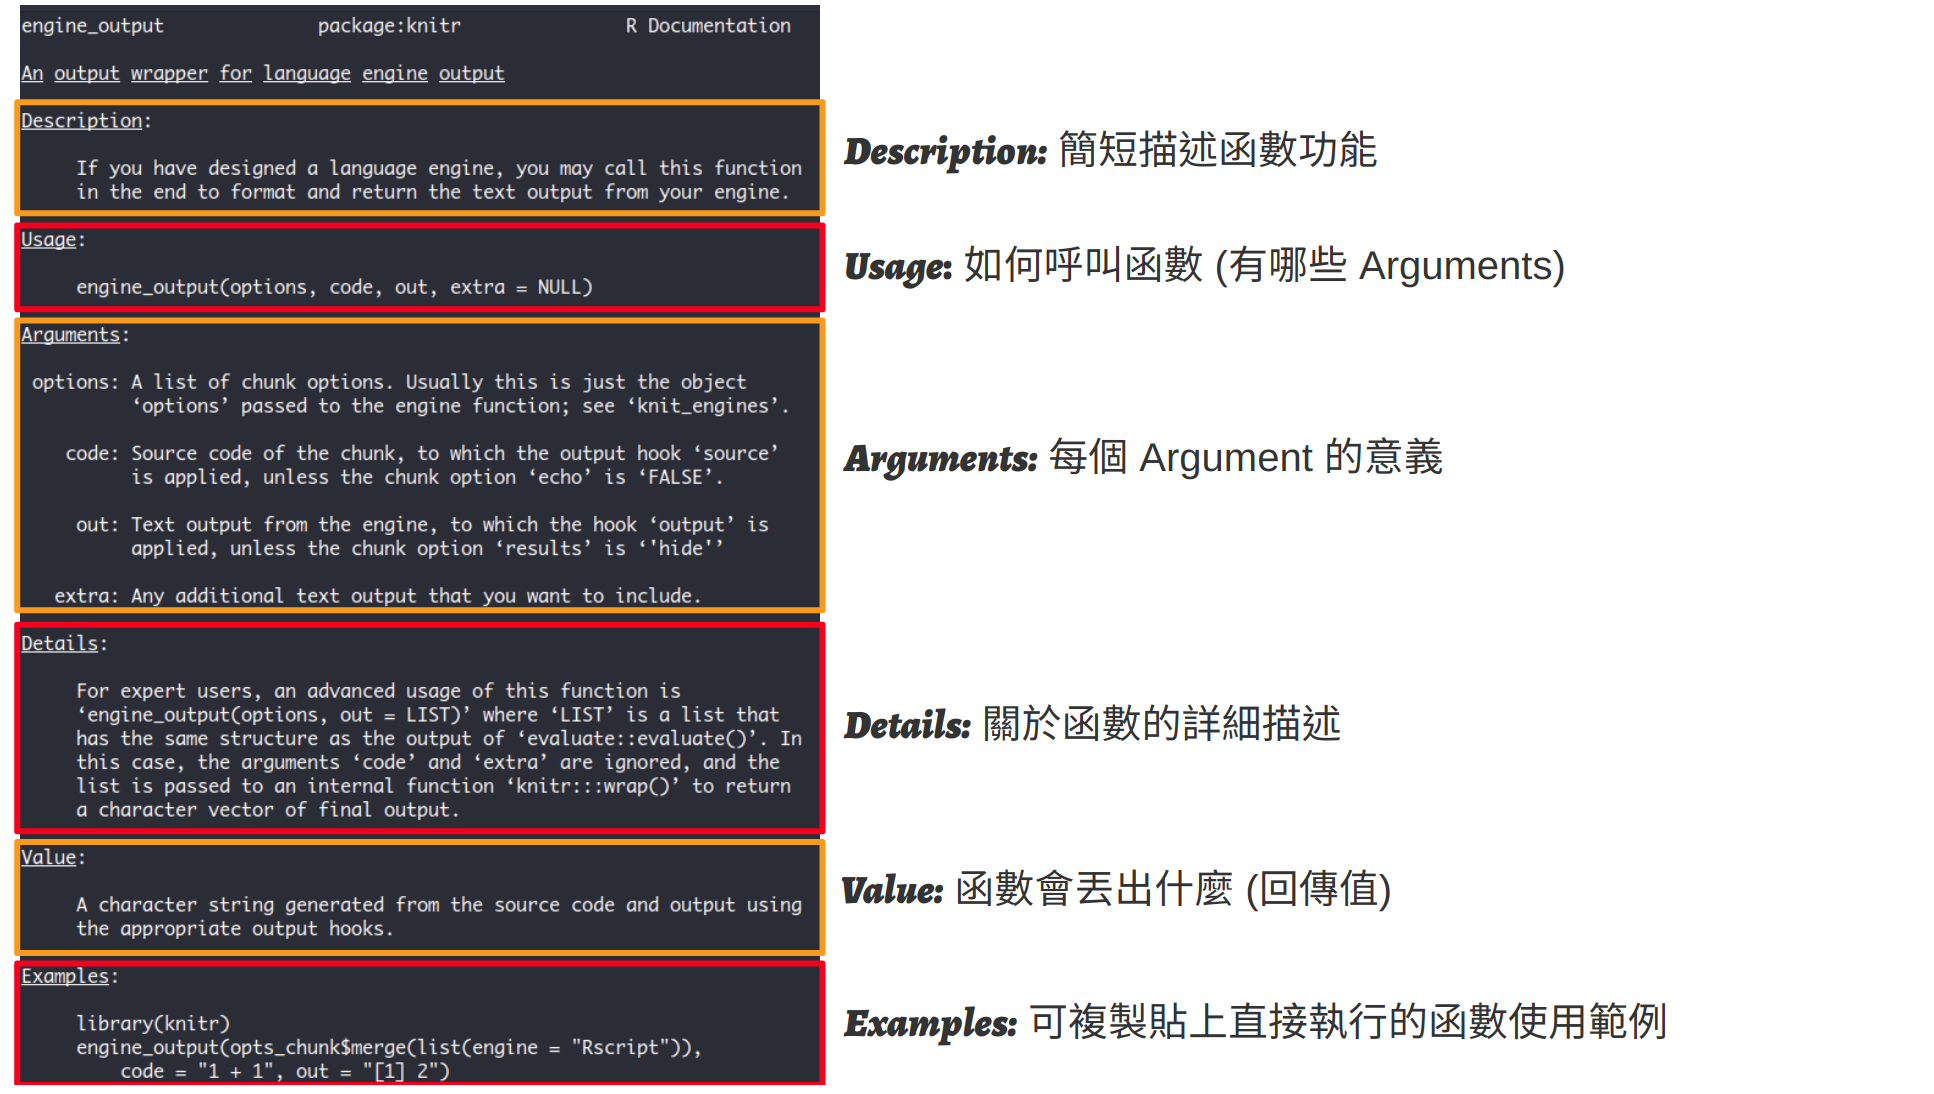 engine_output package:knitr R Documentation
An output wrapper for language engine output
Description:
If you have designed a language engine, you may call this function
in the end to format and return the text output from your engine.
Description: 簡短描述函數功能
Usage:
engine_output(options, code, out, extra = NULL)
Usage: 如何呼叫函數 (有哪些 Arguments)
Arguments:
options: A list of chunk options. Usually this is just the object
‘options’ passed to the engine function; see ‘knit_engines’.
code: Source code of the chunk, to which the output hook ‘source’
is applied, unless the chunk option ‘echo’ is ‘FALSE’.
out: Text output from the engine, to which the hook ‘output’ is
applied, unless the chunk option ‘results’ is ‘'hide'’
extra: Any additional text output that you want to include.
Arguments: 每個 Argument 的意義
Details:
For expert users, an advanced usage of this function is
‘engine_output(options, out = LIST)’ where ‘LIST’ is a list that
has the same structure as the output of ‘evaluate::evaluate()’. In
this case, the arguments ‘code’ and ‘extra’ are ignored, and the
list is passed to an internal function ‘knitr:::wrap()’ to return
a character vector of final output.
Details: 關於函數的詳細描述
Value:
A character string generated from the source code and output using
the appropriate output hooks.
Value: 函數會丟出什麼 (回傳值)
Examples:
library(knitr)
engine_output(opts_chunk$merge(list(engine = "Rscript")),
code = "1 + 1", out = "[1] 2")
Examples: 可複製貼上直接執行的函數使用範例